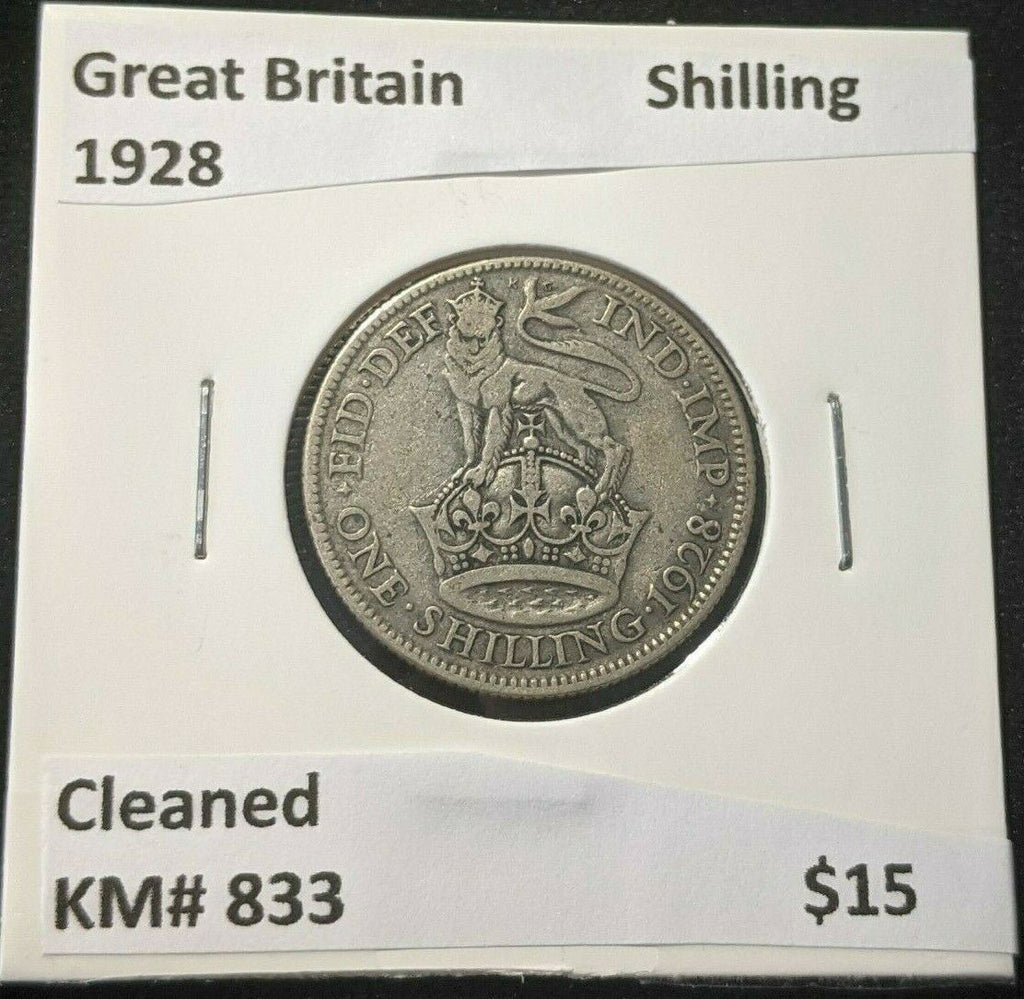 Great Britain Shilling
1928
·FID·DEF IND·IMP·
ONE·SHILLING·1928
Cleaned
KM# 833 $15